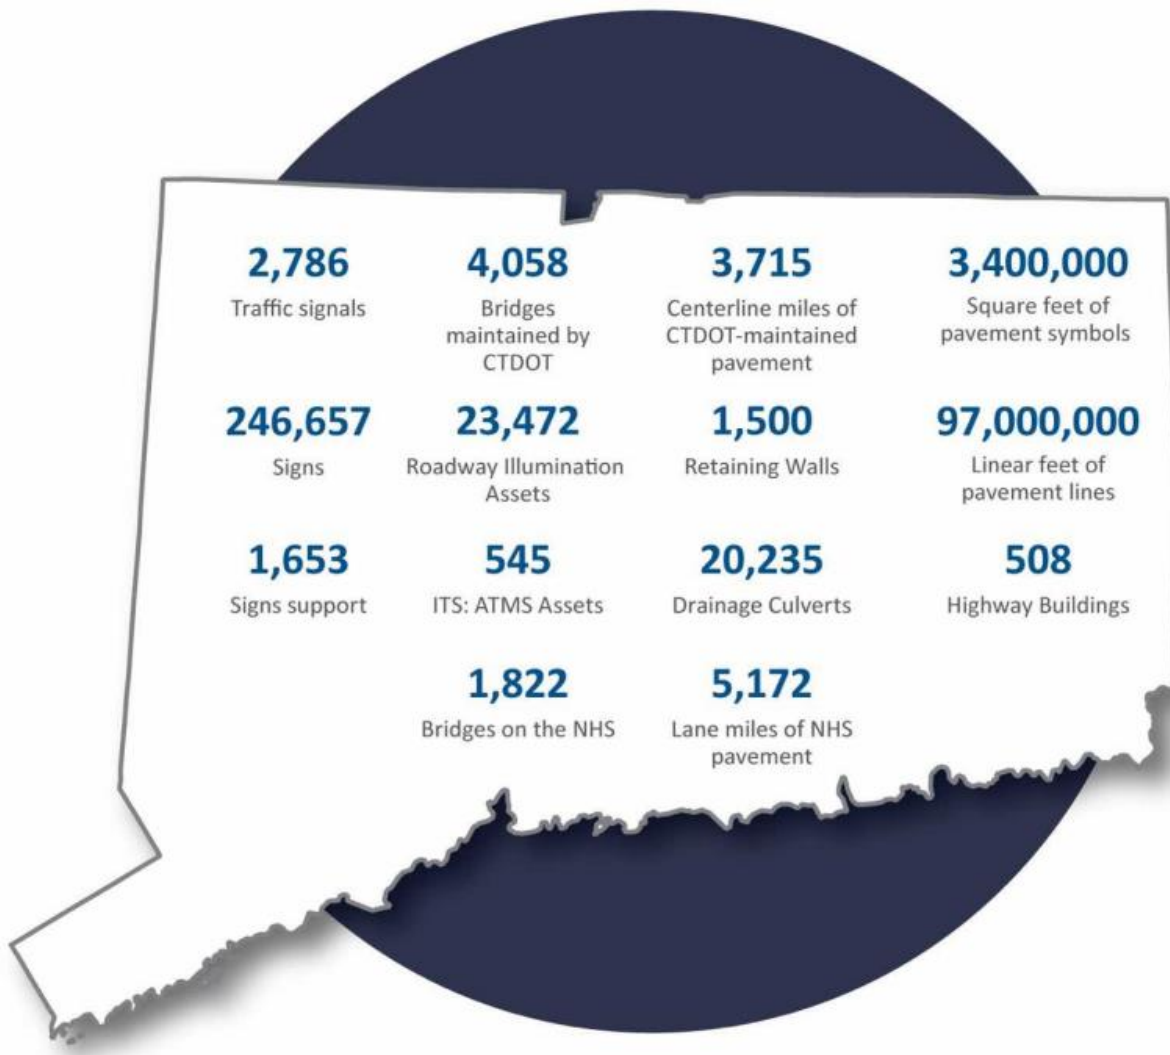 2,786
Traffic signals
4,058
Bridges
maintained by
CTDOT
3,715
Centerline miles of
CTDOT-maintained
pavement
3,400,000
Square feet of
pavement symbols
246,657
Signs
23,472
Roadway Illumination
Assets
1,500
Retaining Walls
97,000,000
Linear feet of
pavement lines
1,653
Signs support
545
ITS: ATMS Assets
20,235
Drainage Culverts
508
Highway Buildings
1,822
Bridges on the NHS
5,172
Lane miles of NHS
pavement